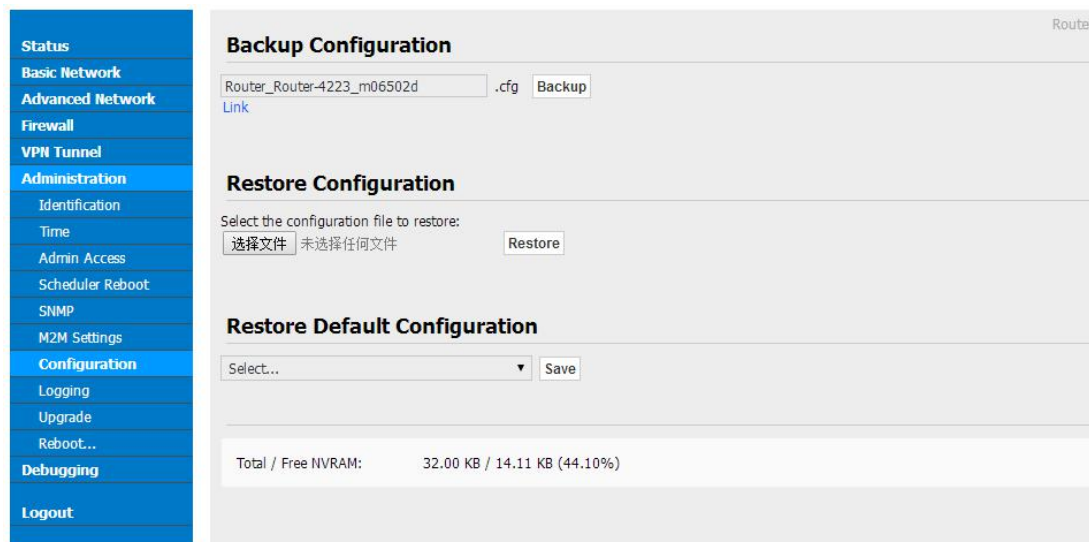 Route
Status
Basic Network
Advanced Network
Firewall
VPN Tunnel
Administration
Identification
Time
Admin Access
Scheduler Reboot
SNMP
M2M Settings
Configuration
Logging
Upgrade
Reboot...
Debugging
Logout
Backup Configuration
Router_Router-4223_m06502d .cfg Backup
Link
Restore Configuration
Select the configuration file to restore:
选择文件 未选择任何文件 Restore
Restore Default Configuration
Select... Save
Total / Free NVRAM: 32.00 KB / 14.11 KB (44.10%)